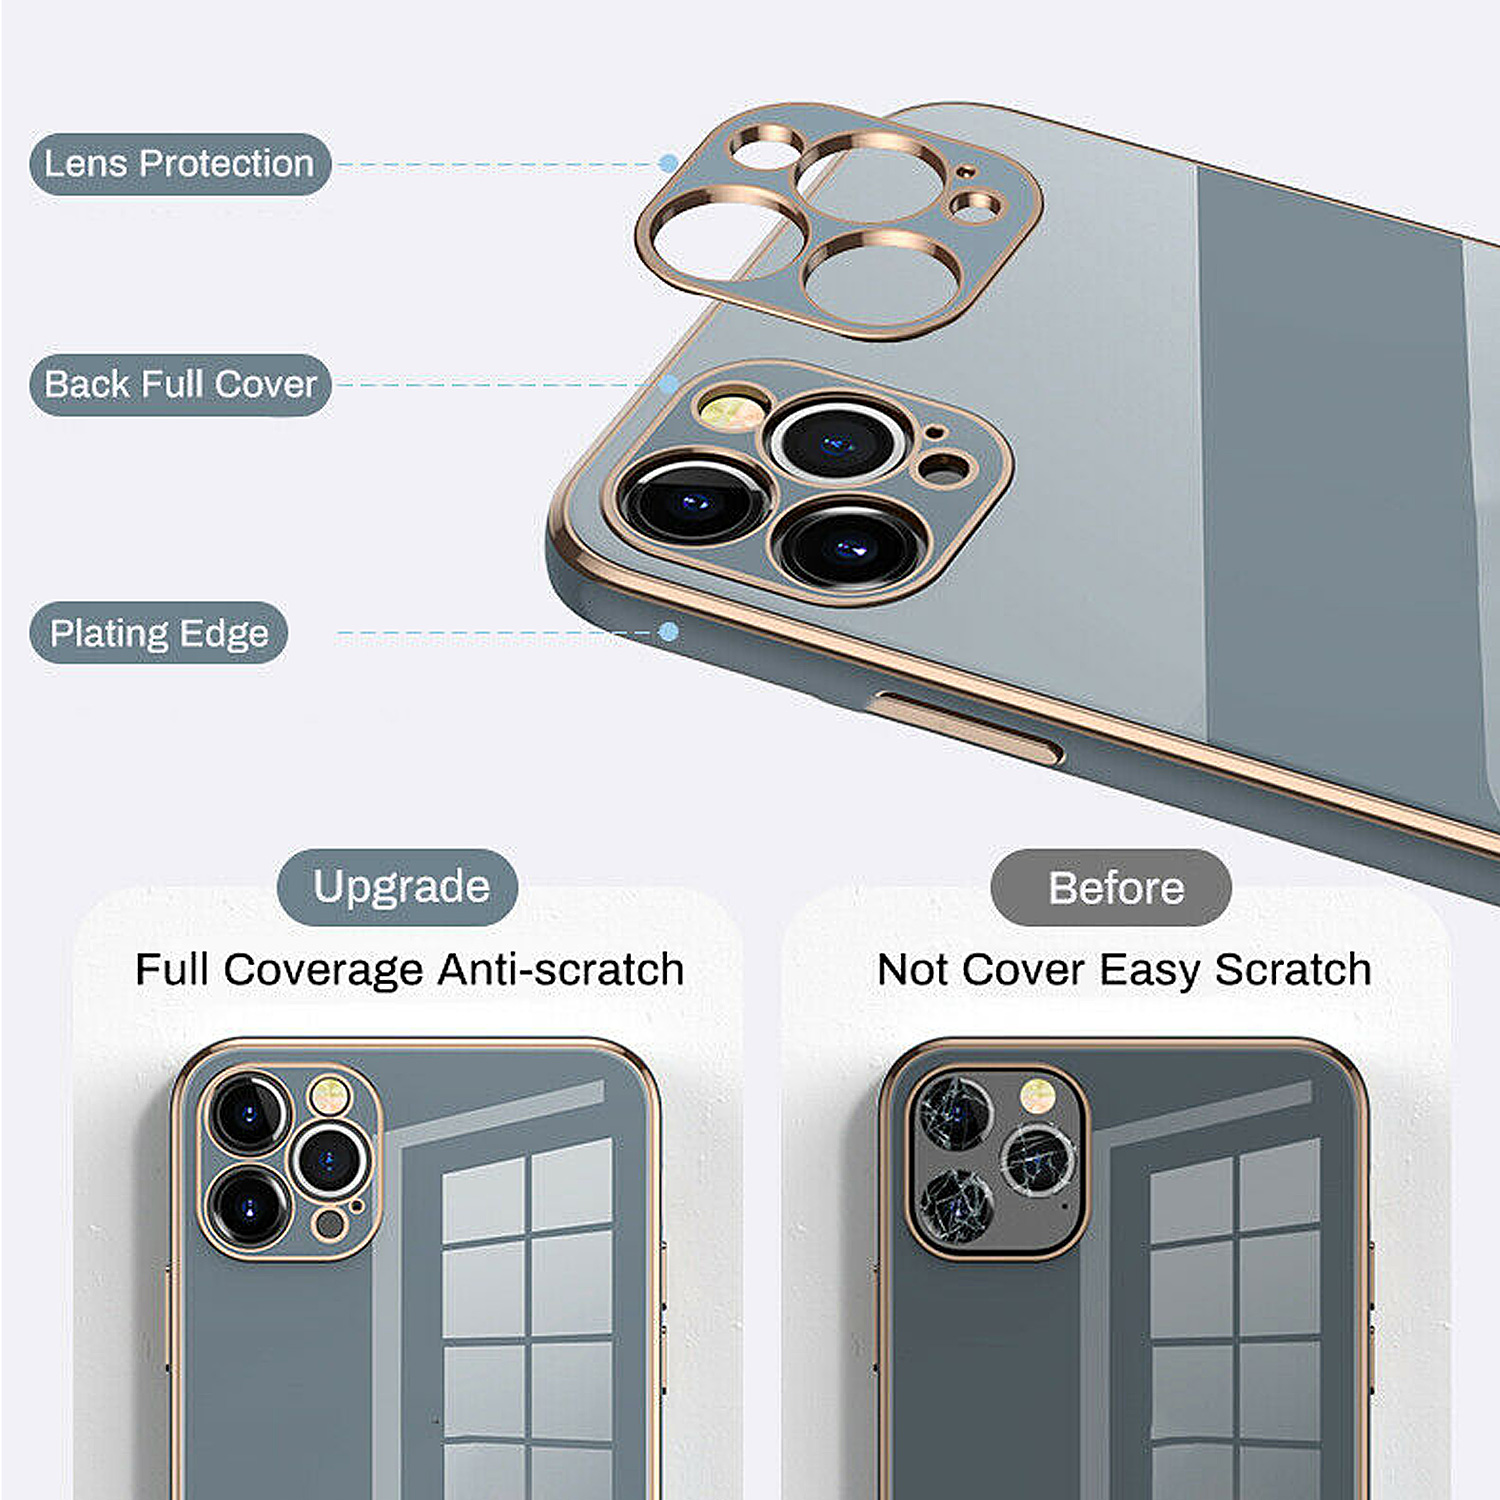 Lens Protection
Back Full Cover
Plating Edge
Upgrade
Full Coverage Anti-scratch
Before
Not Cover Easy Scratch